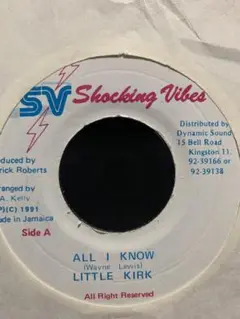 SV Shocking Vibes
Distributed by
Dynamic Sound
15 Bell Road
Kingston 11.
92-39166 or
92-39138
oduced by
rick Roberts
ranged by
A. Kelly
P)(C) 1991
ade in Jamaica
Side A
ALL I KNOW
(Wayne Lewis)
LITTLE KIRK
All Right Reserved